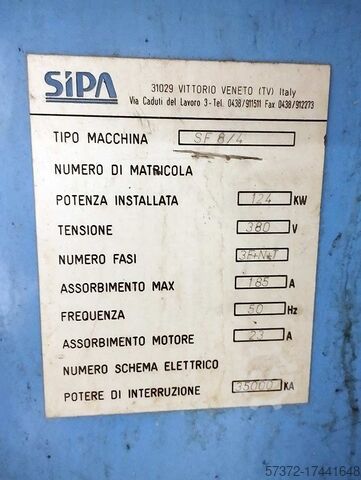 SIPA
31029 VITTORIO VENETO (TV) Italy
Via Caduti del Lavoro 3 - Tel. 0438/911511 Fax 0438/912273
TIPO MACCHINA SF 8/4
NUMERO DI MATRICOLA
POTENZA INSTALLATA 124 KW
TENSIONE 380 V
NUMERO FASI 3F+N+T
ASSORBIMENTO MAX 185 A
FREQUENZA 50 Hz
ASSORBIMENTO MOTORE 23 A
NUMERO SCHEMA ELETTRICO
POTERE DI INTERRUZIONE 35000 KA
57372-17441648